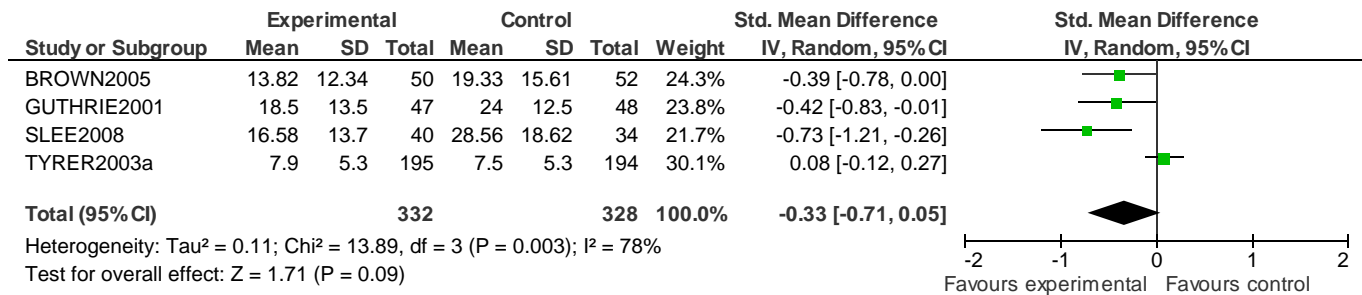 Experimental Control Std. Mean Difference Std. Mean Difference
Study or Subgroup Mean SD Total Mean SD Total Weight IV, Random, 95% CI IV, Random, 95% CI
BROWN2005 13.82 12.34 50 19.33 15.61 52 24.3% -0.39 [-0.78, 0.00]
GUTHRIE2001 18.5 13.5 47 24 12.5 48 23.8% -0.42 [-0.83, -0.01]
SLEE2008 16.58 13.7 40 28.56 18.62 34 21.7% -0.73 [-1.21, -0.26]
TYRER2003a 7.9 5.3 195 7.5 5.3 194 30.1% 0.08 [-0.12, 0.27]
Total (95% CI) 332 328 100.0% -0.33 [-0.71, 0.05]
Heterogeneity: Tau² = 0.11; Chi² = 13.89, df = 3 (P = 0.003); I² = 78%
Test for overall effect: Z = 1.71 (P = 0.09)
-2 -1 0 1 2
Favours experimental Favours control